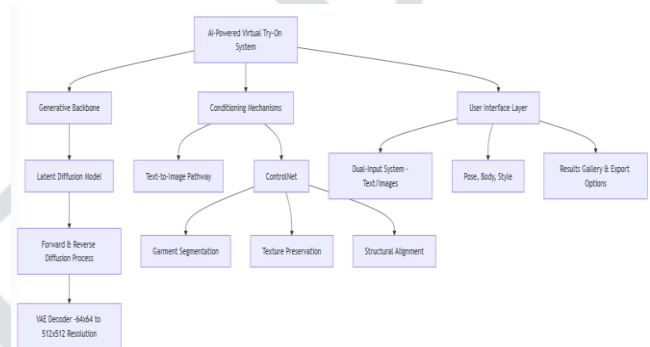 AI-Powered Virtual Try-On
System
Generative Backbone
Conditioning Mechanisms
User Interface Layer
Latent Diffusion Model
Text-to-Image Pathway
ControlNet
Dual-Input System -
Text/Images
Pose, Body, Style
Results Gallery & Export
Options
Forward & Reverse
Diffusion Process
Garment Segmentation
Texture Preservation
Structural Alignment
VAE Decoder -64x64 to
512x512 Resolution